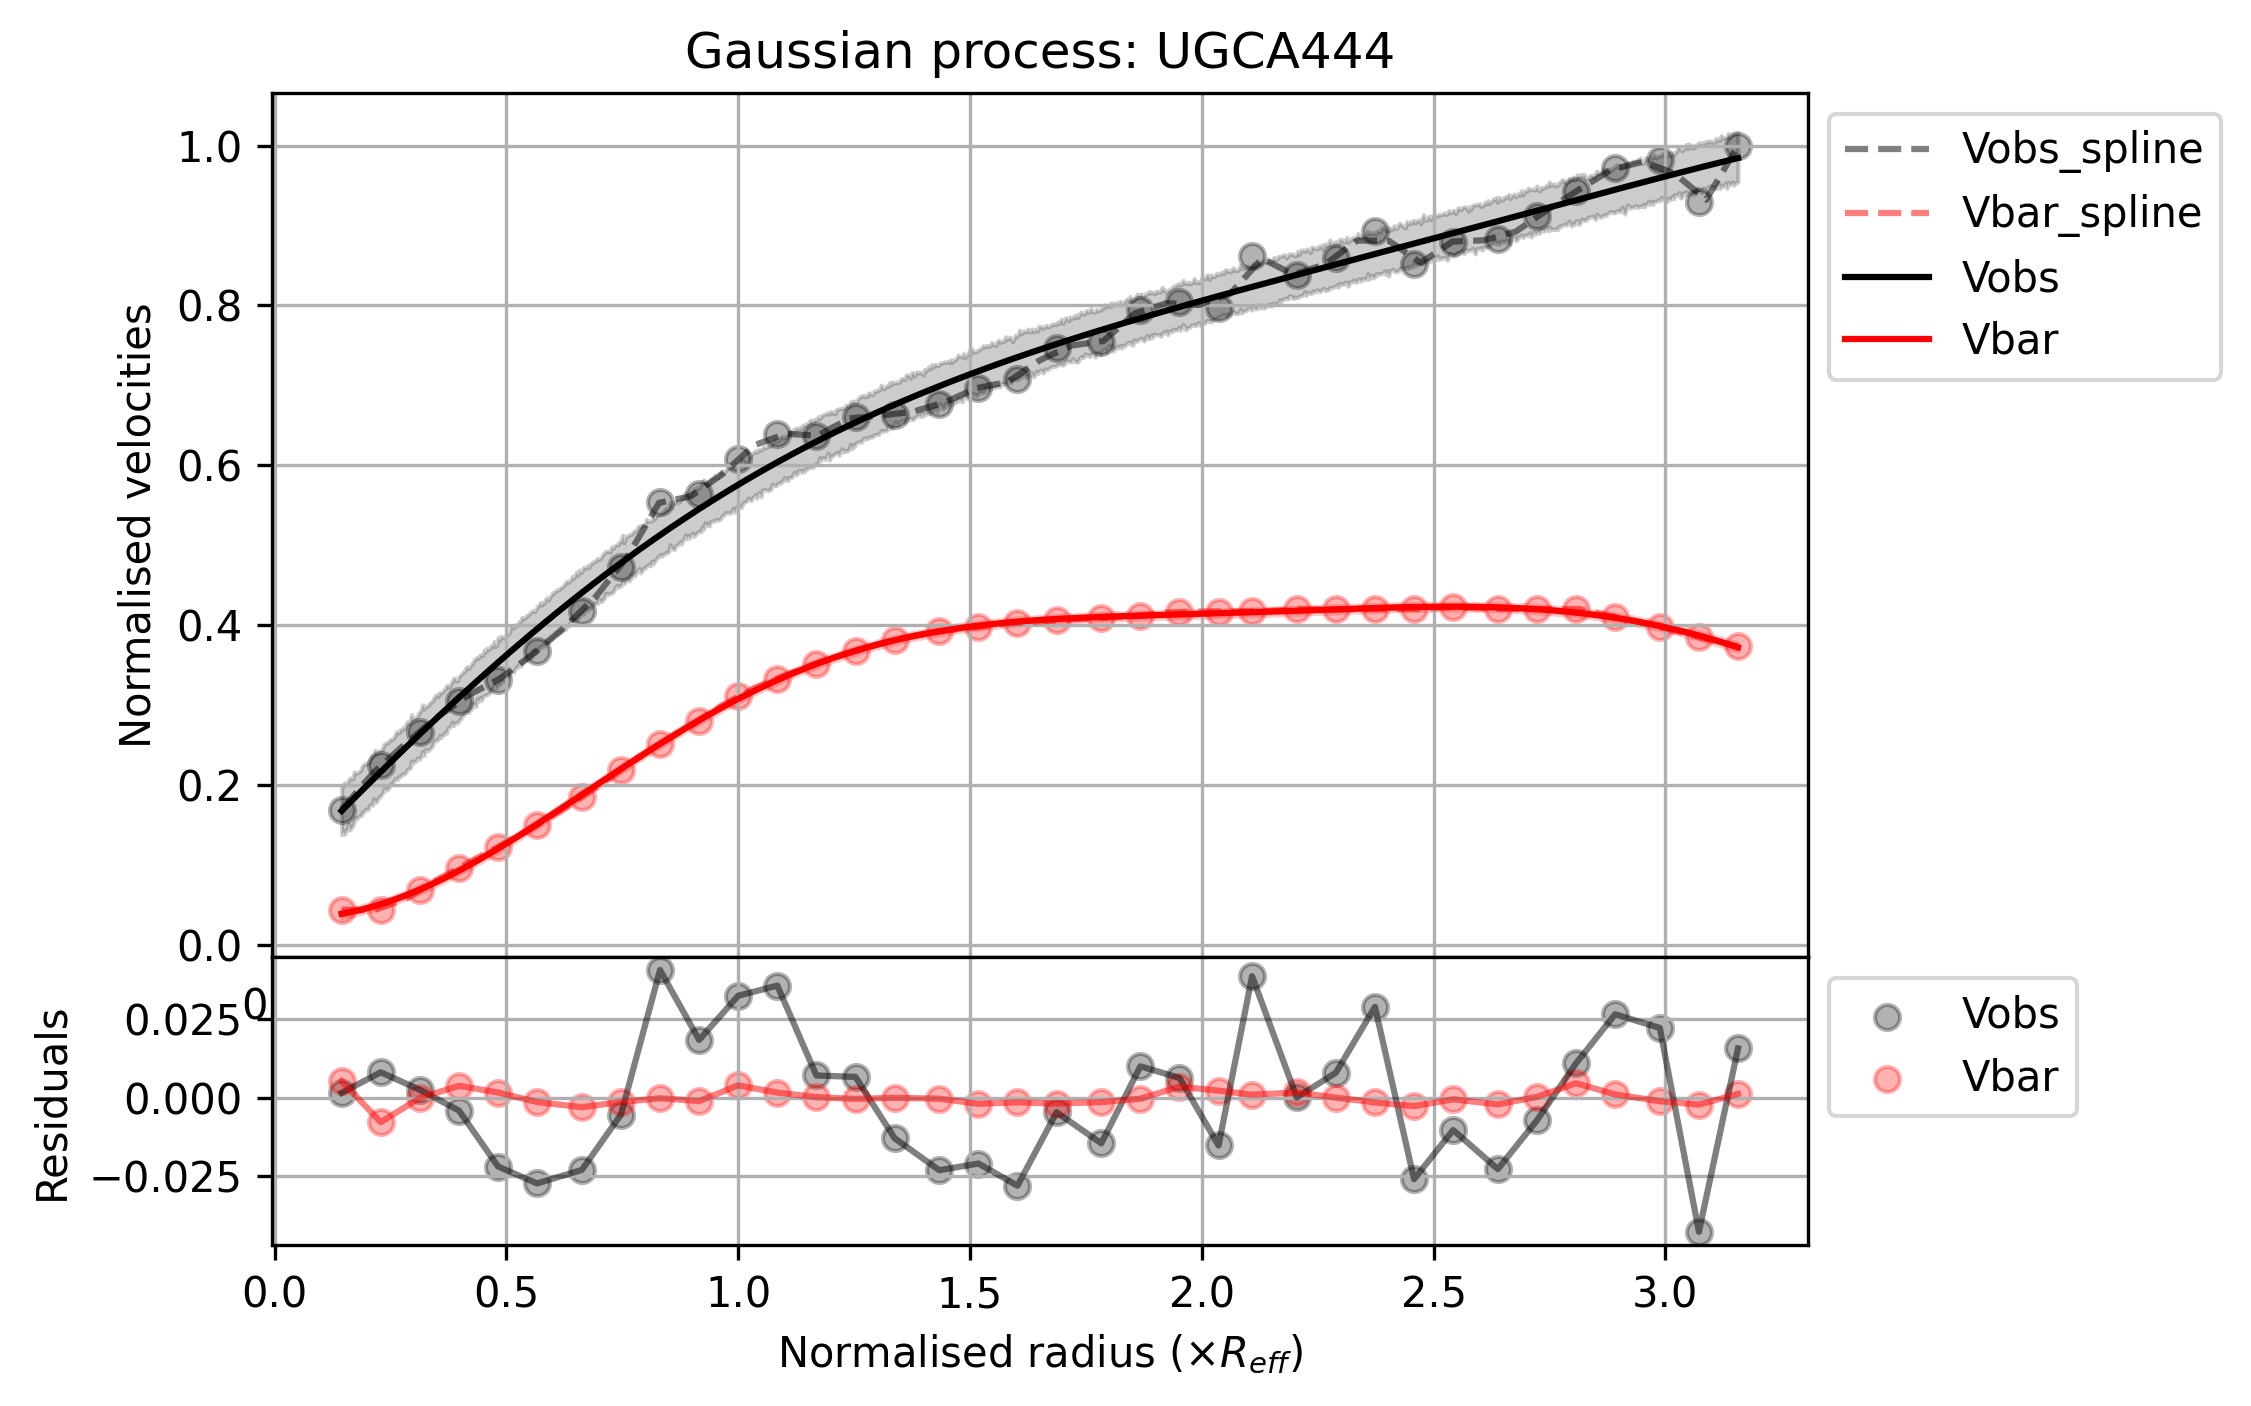 Gaussian process: UGCA444
1.0
0.8
0.6
0.4
0.2
0.0
Normalised velocities
Vobs_spline
Vbar_spline
Vobs
Vbar
0
0.025
0.000
−0.025
Residuals
Vobs
Vbar
0.0 0.5 1.0 1.5 2.0 2.5 3.0
Normalised radius (×R_eff)